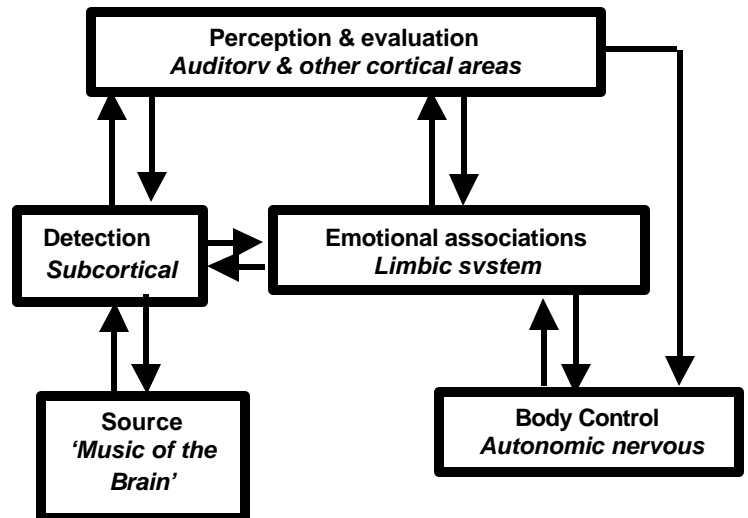 Perception & evaluation
Auditorv & other cortical areas
Detection
Subcortical
Emotional associations
Limbic svstem
Source
‘Music of the
Brain’
Body Control
Autonomic nervous